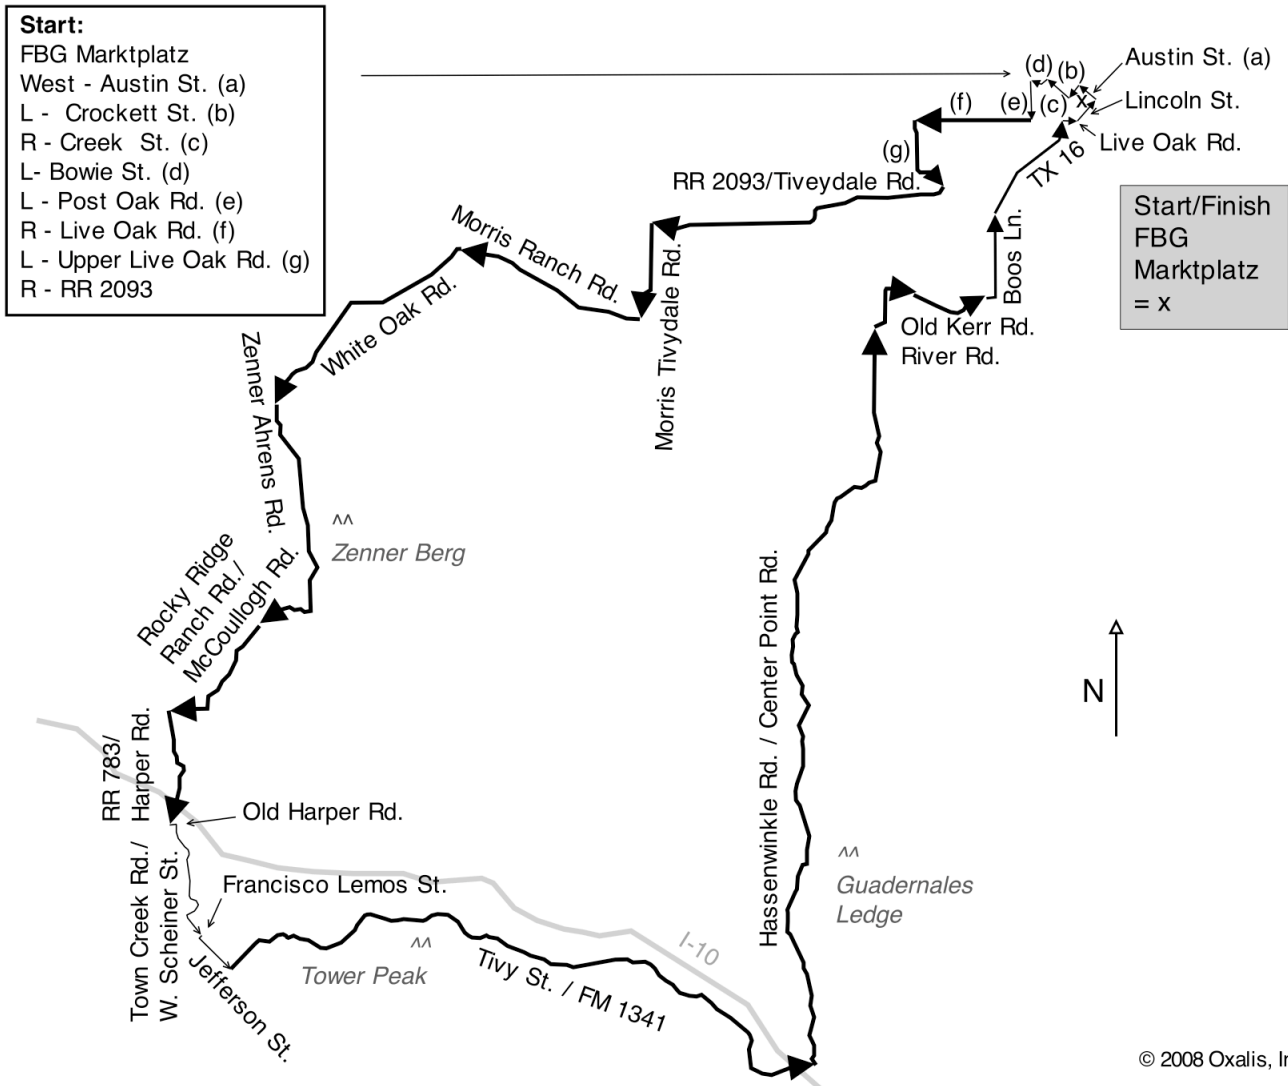 Start:
FBG Marktplatz
West - Austin St. (a)
L - Crockett St. (b)
R - Creek St. (c)
L- Bowie St. (d)
L - Post Oak Rd. (e)
R - Live Oak Rd. (f)
L - Upper Live Oak Rd. (g)
R - RR 2093
(d)
(b)
Austin St. (a)
(f)
(e)
(c)
x
Lincoln St.
Live Oak Rd.
(g)
TX 16
RR 2093/Tiveydale Rd.
Start/Finish
FBG
Marktplatz
= x
Morris Ranch Rd.
Morris Tivydale Rd.
Boos Ln.
White Oak Rd.
Old Kerr Rd.
River Rd.
Zenner Ahrens Rd.
^^
Zenner Berg
Rocky Ridge
Ranch Rd./
McCoullogh Rd.
Hassenwinkle Rd. / Center Point Rd.
N
RR 783/
Harper Rd.
Old Harper Rd.
Town Creek Rd./
W. Scheiner St.
Francisco Lemos St.
^^
Guadernales
Ledge
^^
Tower Peak
I-10
Jefferson St.
Tivy St. / FM 1341
© 2008 Oxalis,